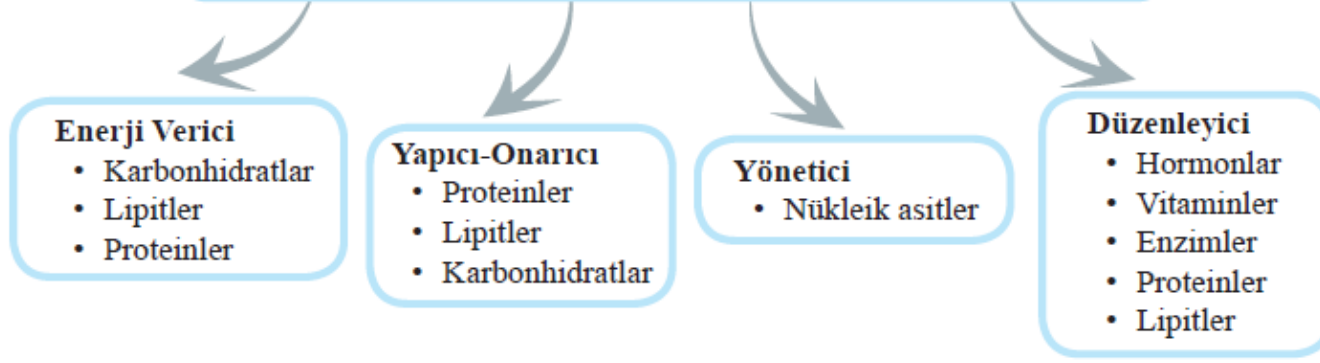 Enerji Verici
• Karbonhidratlar
• Lipitler
• Proteinler
Yapıcı-Onarıcı
• Proteinler
• Lipitler
• Karbonhidratlar
Yönetici
• Nükleik asitler
Düzenleyici
• Hormonlar
• Vitaminler
• Enzimler
• Proteinler
• Lipitler